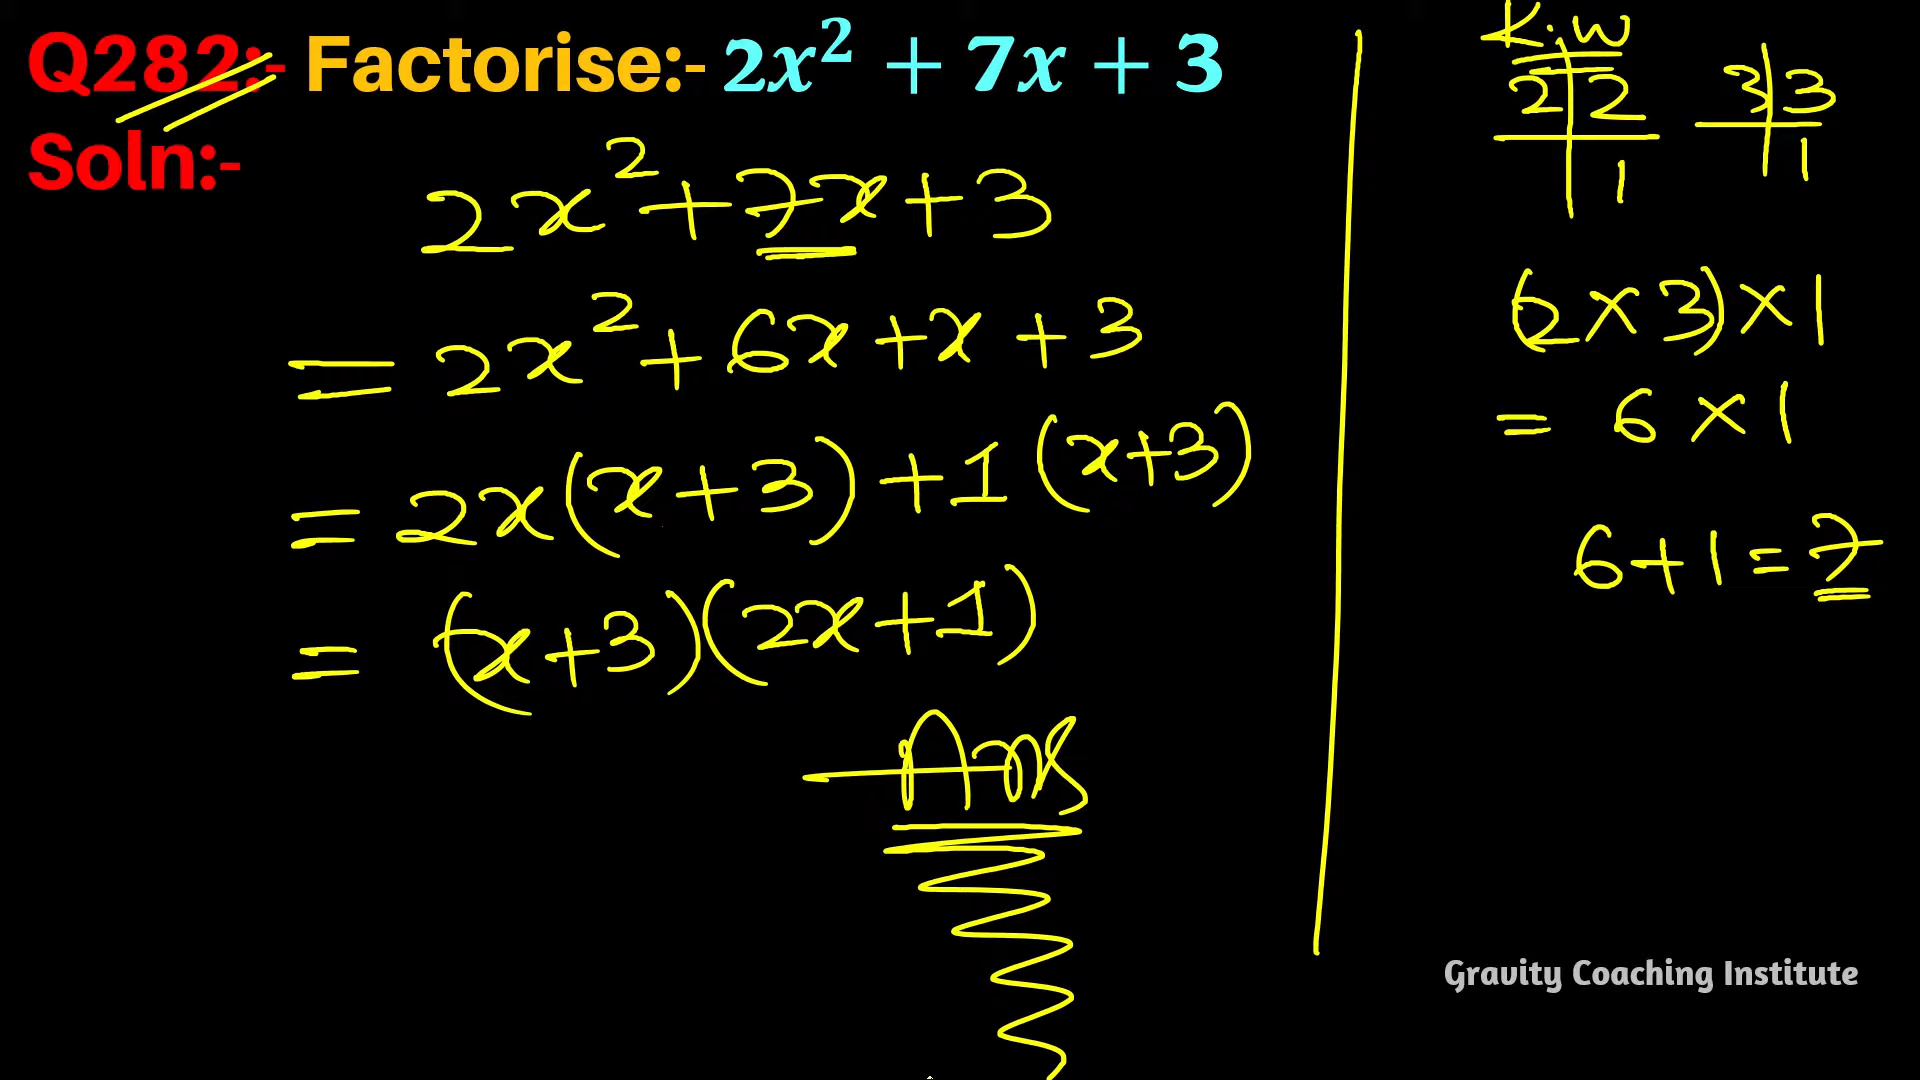 Q282:- Factorise:- 2x² + 7x + 3
Soln:-
2x² + 7x + 3
= 2x² + 6x + x + 3
= 2x(x+3) + 1(x+3)
= (x+3)(2x+1)
Ans
R.W
2 | 2 3 | 3
1 1
(2 × 3) × 1
= 6 × 1
6 + 1 = 7
Gravity Coaching Institute